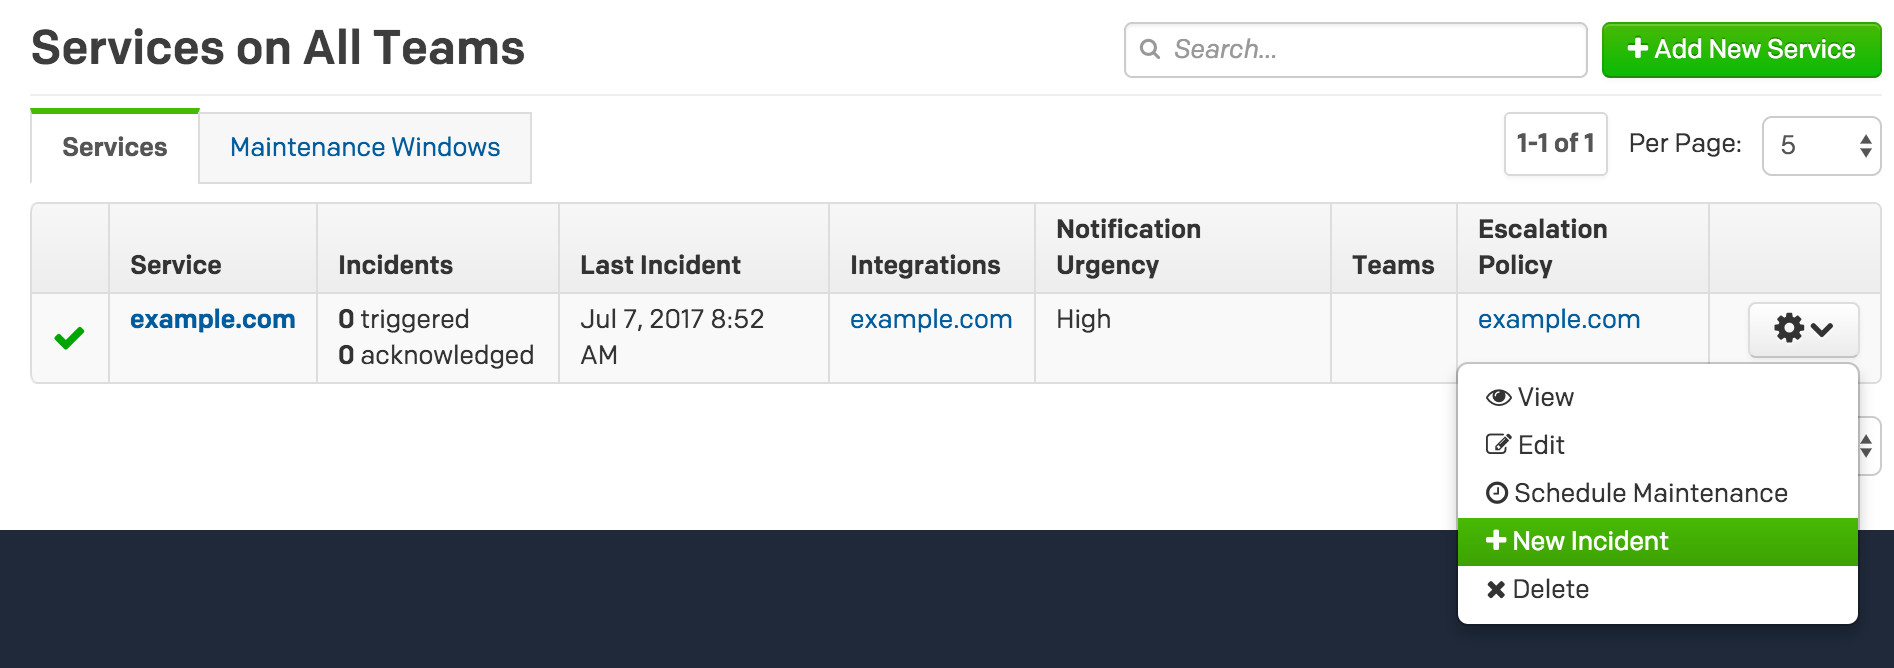 Services on All Teams
Search...
Add New Service
Services
Maintenance Windows
1-1 of 1
Per Page:
5
Service
Incidents
Last Incident
Integrations
Notification
Urgency
Teams
Escalation
Policy
example.com
0 triggered
0 acknowledged
Jul 7, 2017 8:52
AM
example.com
High
example.com
View
Edit
Schedule Maintenance
New Incident
Delete